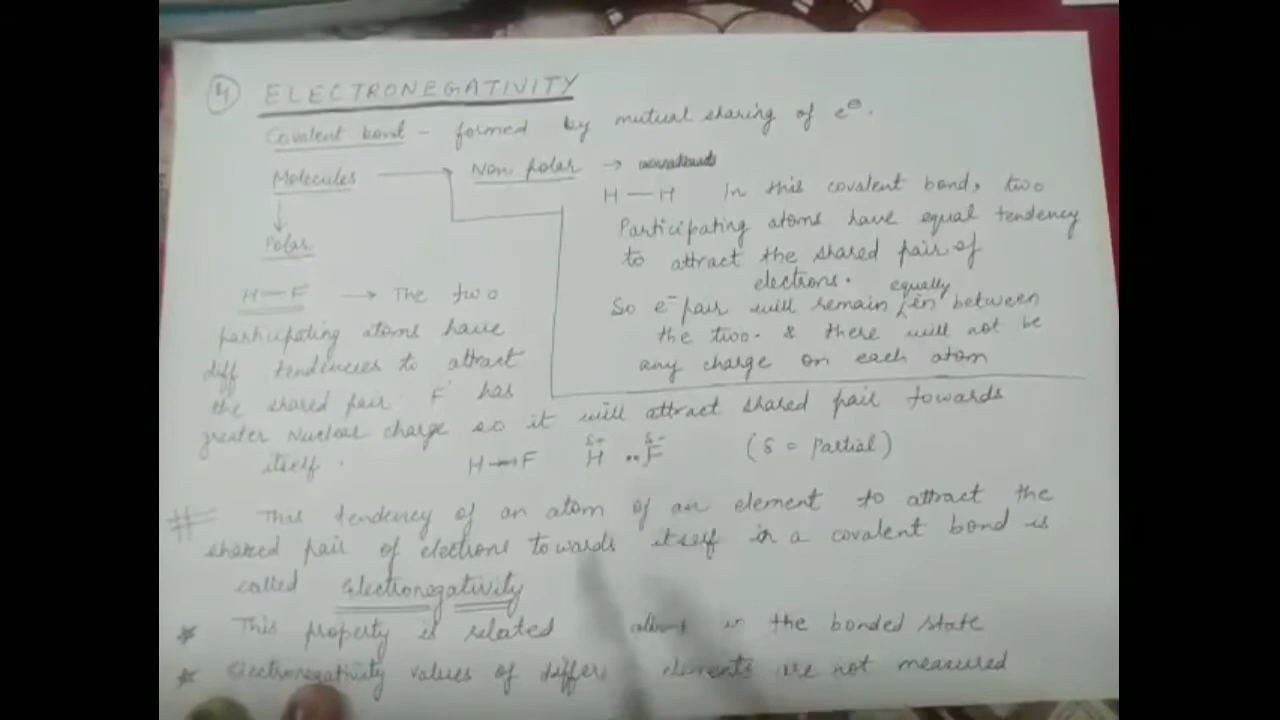 4 ELECTRONEGATIVITY
Covalent bond - formed by mutual sharing of e⊖.
Molecules → Non polar →
H — H In this covalent bond, two
Participating atoms have equal tendency
to attract the shared pair of
electrons.
So e⁻ pair will remain equally in between
the two. & there will not be
any charge on each atom
↓
Polar
H — F → The two
participating atoms have
diff tendencies to attract
the shared pair. F has
greater Nuclear charge so it will attract shared pair towards
itself. H — F δ+ H •• δ- F (δ = Partial)
# This tendency of an atom of an element to attract the
shared pair of electrons towards itself in a covalent bond is
called Electronegativity
* This property is related in the bonded state
* Electronegativity values of elements are not measured